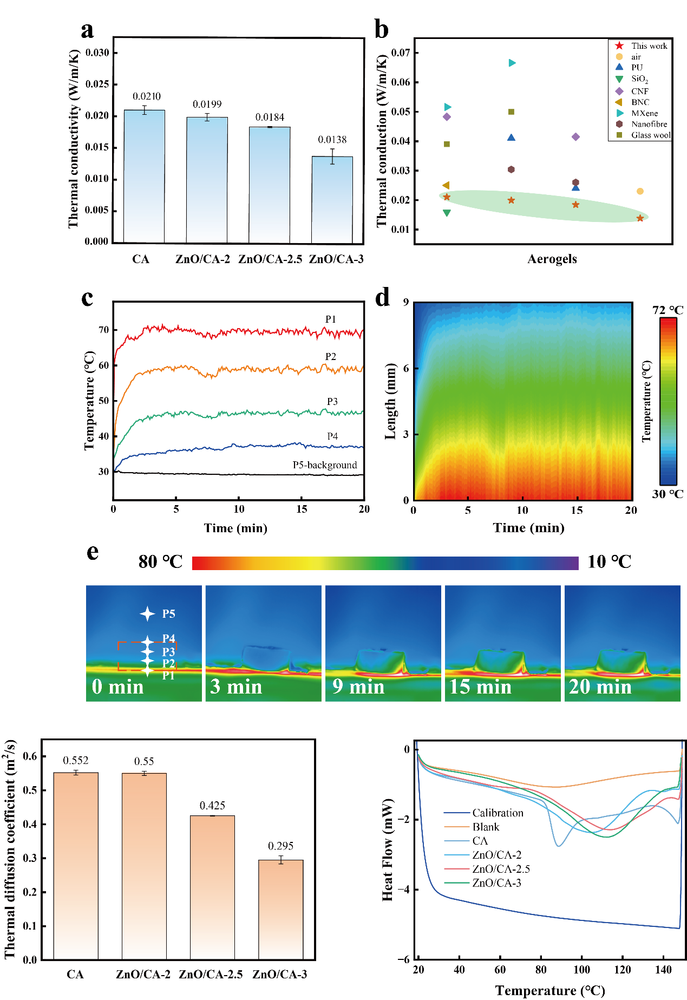 a
Thermal conductivity (W/m/K)
0.030
0.025
0.020
0.015
0.010
0.005
0.000
0.0210
0.0199
0.0184
0.0138
CA
ZnO/CA-2
ZnO/CA-2.5
ZnO/CA-3
b
Thermal conduction (W/m/K)
0.07
0.06
0.05
0.04
0.03
0.02
0.01
This work
air
PU
SiO₂
CNF
BNC
MXene
Nanofibre
Glass wool
Aerogels
c
Temperature (℃)
70
60
50
40
30
P1
P2
P3
P4
P5-background
0
5
10
15
20
Time (min)
d
Length (mm)
9
6
3
0
0
5
10
15
20
Time (min)
72 ℃
Temperature (℃)
30 ℃
e
80 ℃
10 ℃
P5
P4
P3
P2
P1
0 min
3 min
9 min
15 min
20 min
Thermal diffusion coefficient (m²/s)
0.6
0.5
0.4
0.3
0.2
0.1
0.0
0.552
0.55
0.425
0.295
CA
ZnO/CA-2
ZnO/CA-2.5
ZnO/CA-3
Heat Flow (mW)
0
−2
−4
−6
Calibration
Blank
CA
ZnO/CA-2
ZnO/CA-2.5
ZnO/CA-3
20
40
60
80
100
120
140
Temperature (℃)